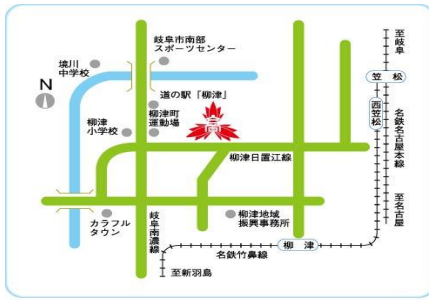 岐阜市南部
スポーツセンター
境川
中学校
N
道の駅「柳津」
柳津町
運動場
柳津
小学校
柳津日置江線
カラフル
タウン
岐阜南濃線
柳津地域
振興事務所
至新羽島
名鉄竹鼻線
柳津
至岐阜
笠松
西笠松
名鉄名古屋本線
至名古屋